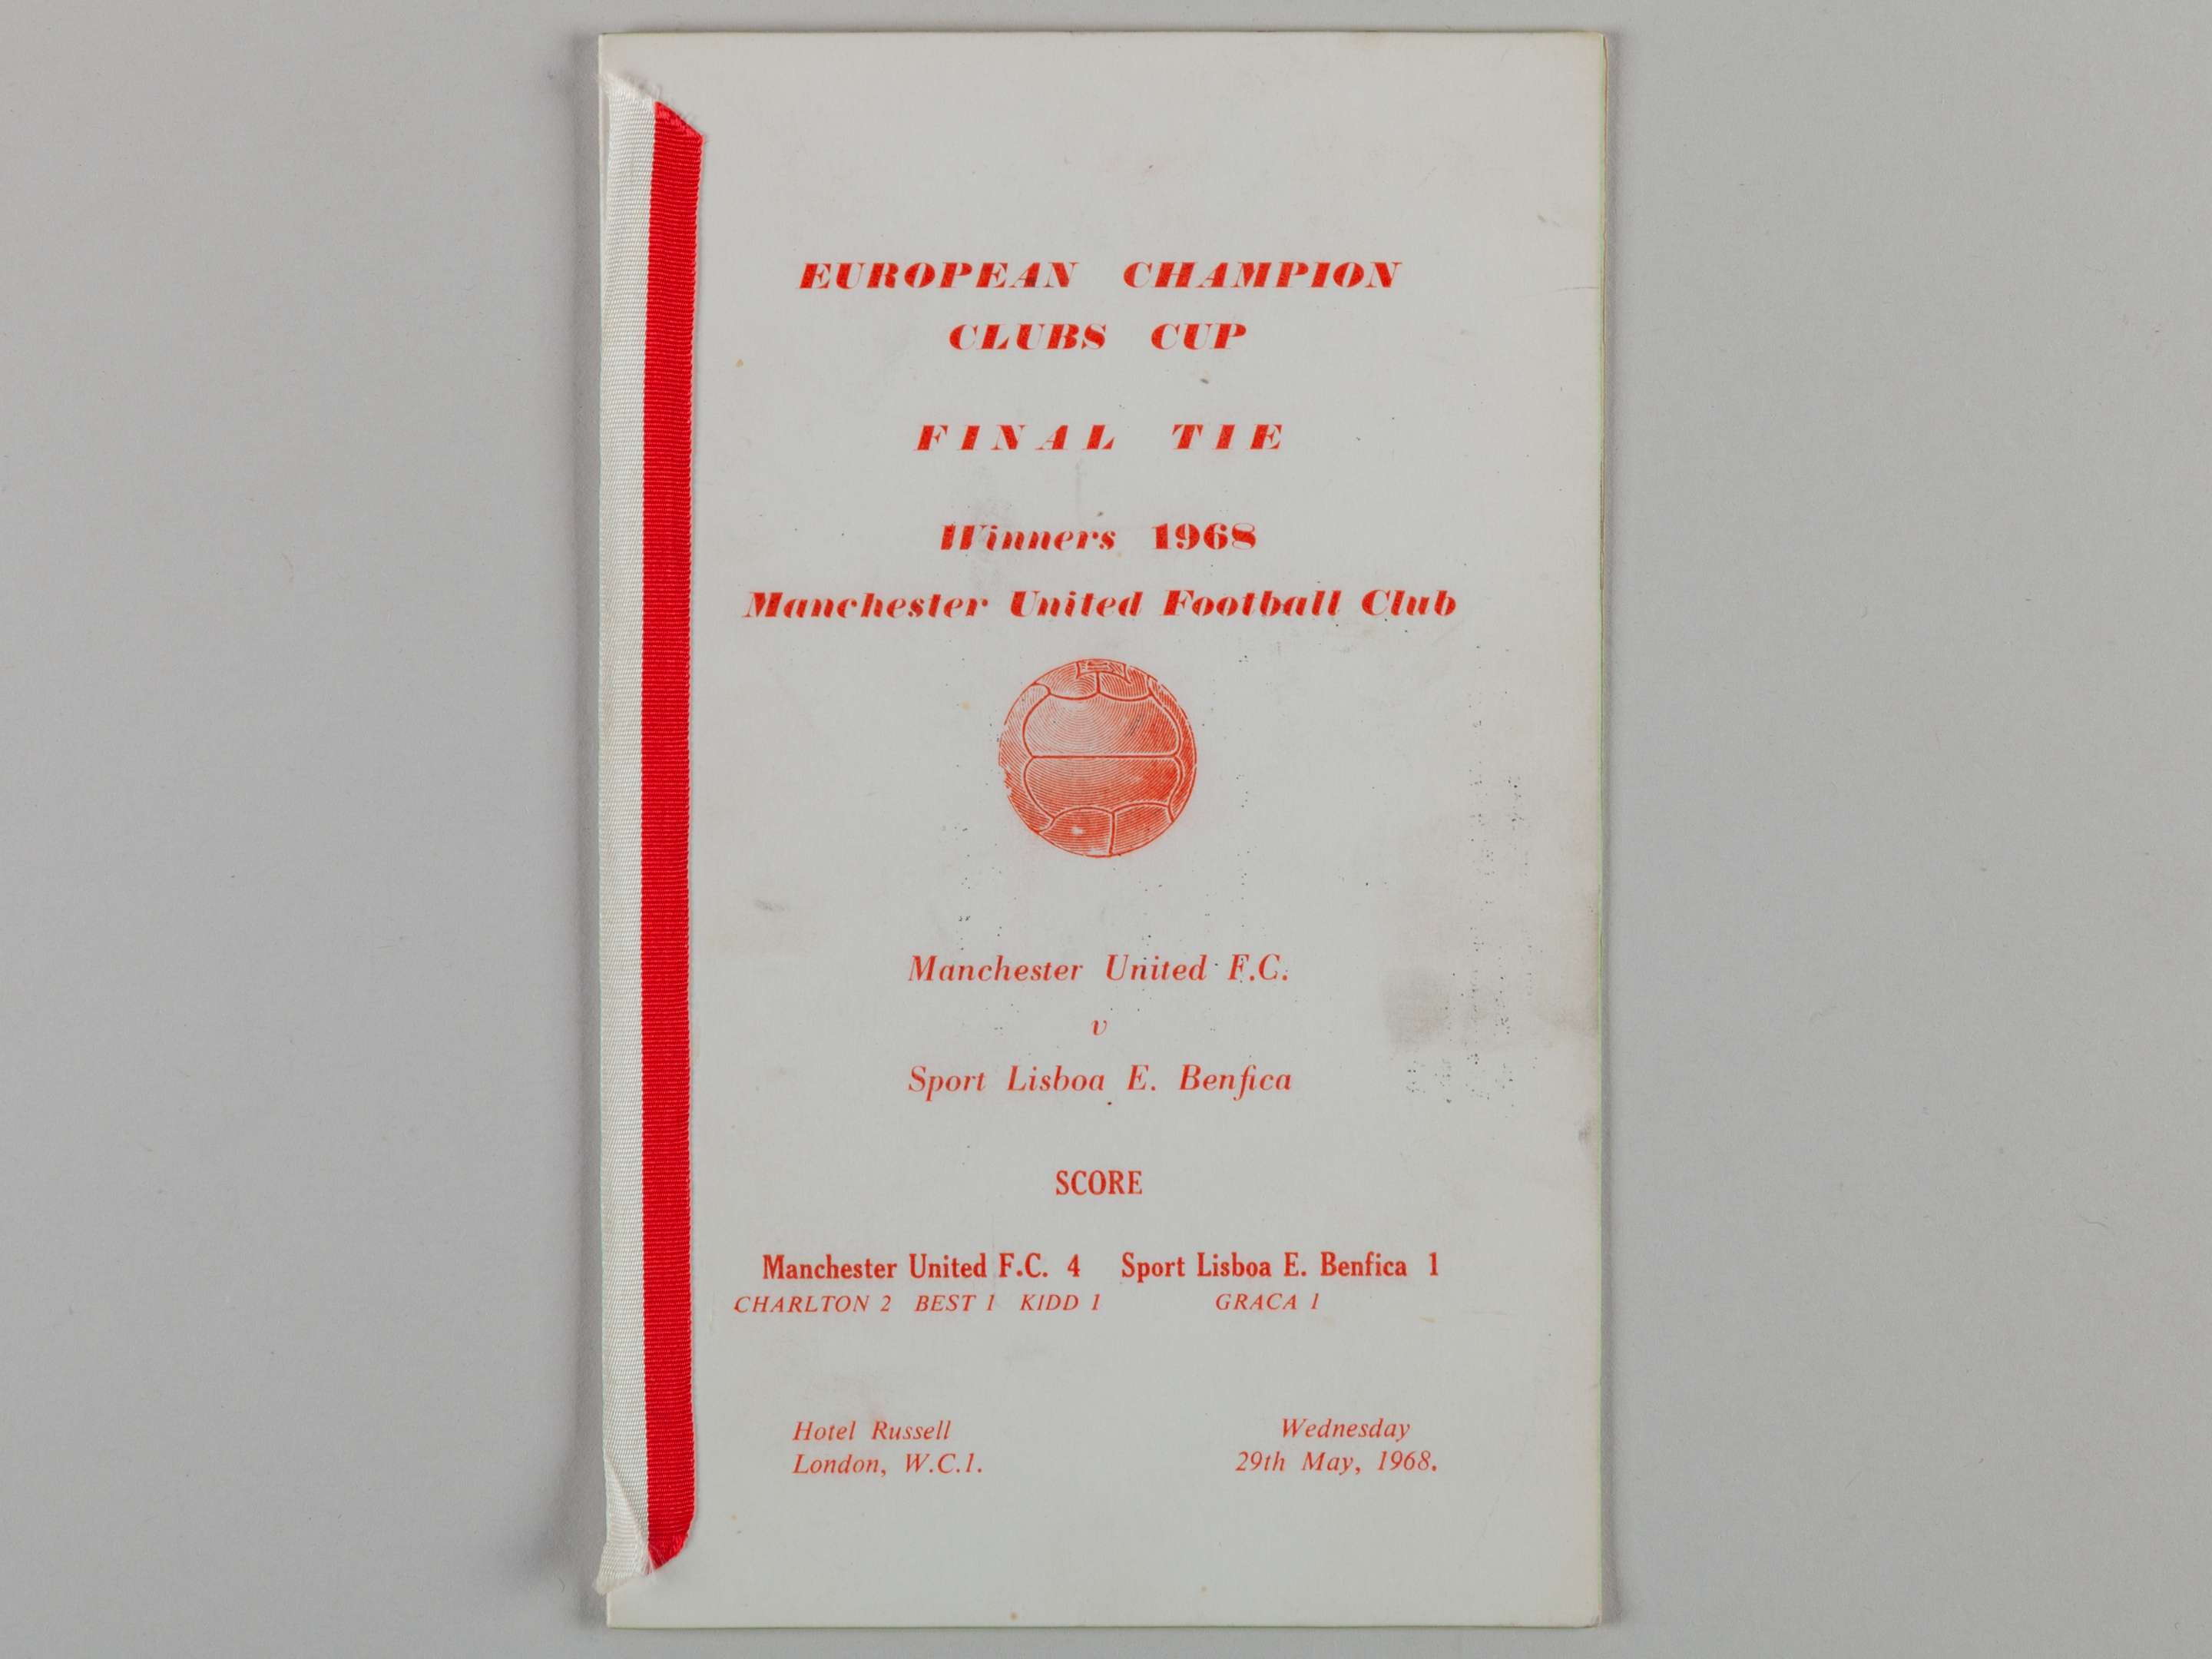 EUROPEAN CHAMPION
CLUBS CUP
FINAL TIE
Winners 1968
Manchester United Football Club
Manchester United F.C.
v
Sport Lisboa E. Benfica
SCORE
Manchester United F.C. 4 Sport Lisboa E. Benfica 1
CHARLTON 2 BEST 1 KIDD 1 GRACA 1
Hotel Russell Wednesday
London, W.C.1. 29th May, 1968.